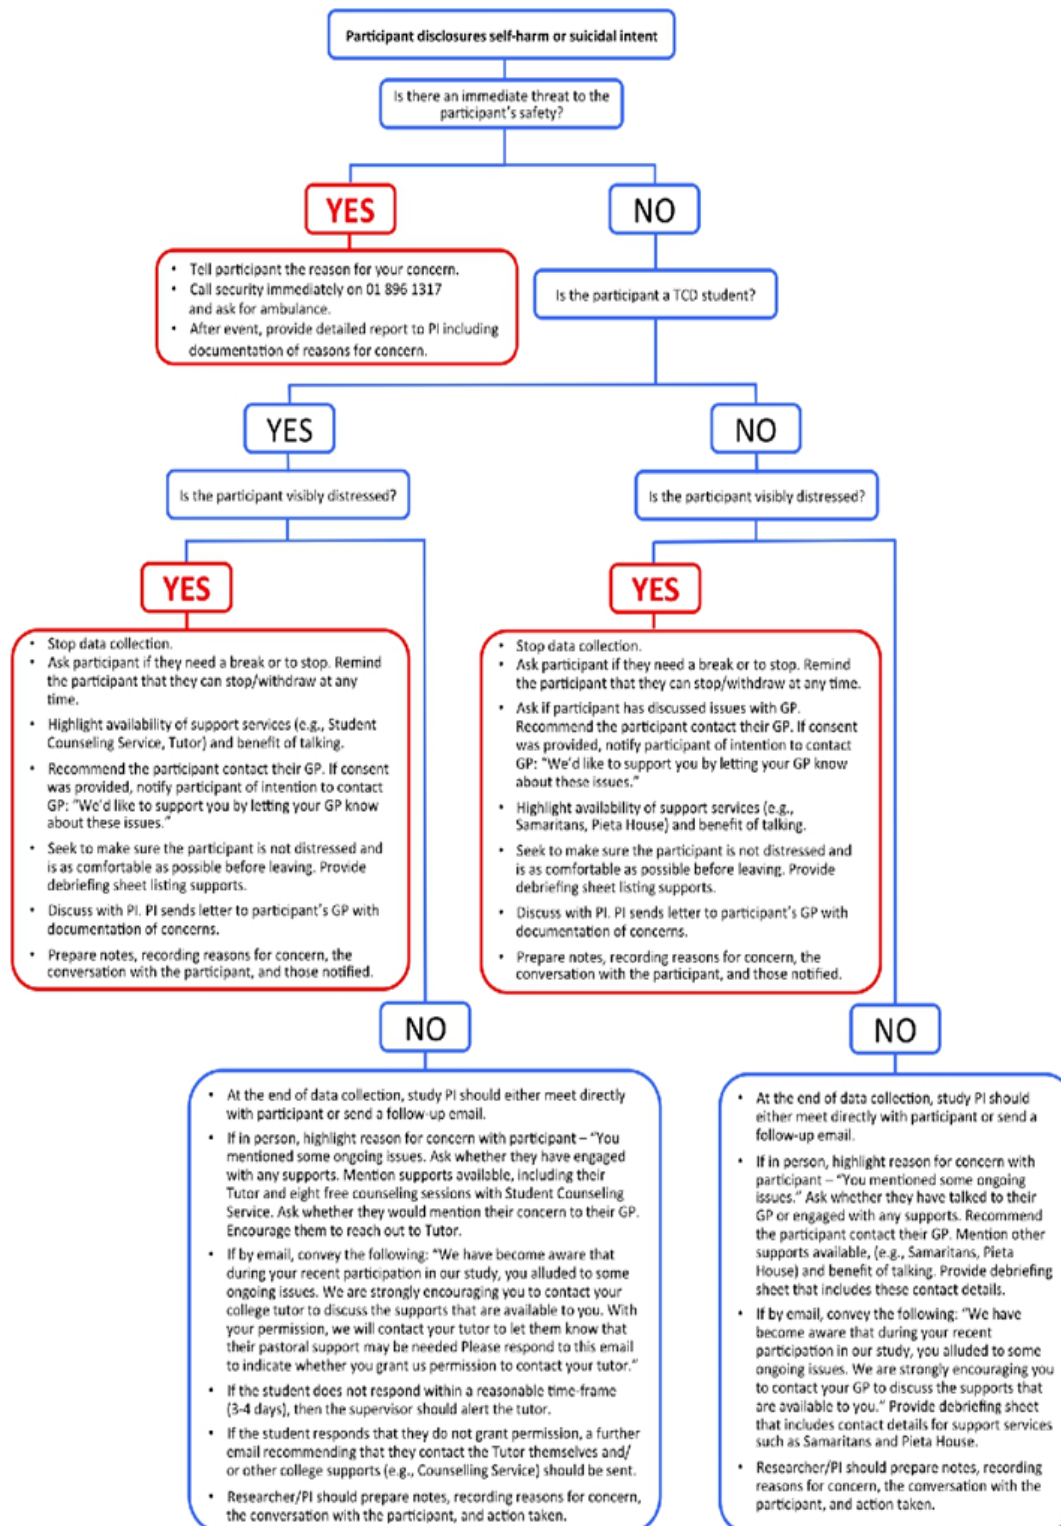 Participant disclosures self-harm or suicidal intent
Is there an immediate threat to the
participant's safety?
YES
NO
• Tell participant the reason for your concern.
• Call security immediately on 01 896 1317
and ask for ambulance.
• After event, provide detailed report to PI including
documentation of reasons for concern.
Is the participant a TCD student?
YES
NO
Is the participant visibly distressed?
Is the participant visibly distressed?
YES
YES
• Stop data collection.
• Ask participant if they need a break or to stop. Remind
the participant that they can stop/withdraw at any
time.
• Highlight availability of support services (e.g., Student
Counseling Service, Tutor) and benefit of talking.
• Recommend the participant contact their GP. If consent
was provided, notify participant of intention to contact
GP: "We'd like to support you by letting your GP know
about these issues."
• Seek to make sure the participant is not distressed and
is as comfortable as possible before leaving. Provide
debriefing sheet listing supports.
• Discuss with PI. PI sends letter to participant's GP with
documentation of concerns.
• Prepare notes, recording reasons for concern, the
conversation with the participant, and those notified.
• Stop data collection.
• Ask participant if they need a break or to stop. Remind
the participant that they can stop/withdraw at any time.
• Ask if participant has discussed issues with GP.
Recommend the participant contact their GP. If consent
was provided, notify participant of intention to contact
GP: "We'd like to support you by letting your GP know
about these issues."
• Highlight availability of support services (e.g.,
Samaritans, Pieta House) and benefit of talking.
• Seek to make sure the participant is not distressed and
is as comfortable as possible before leaving. Provide
debriefing sheet listing supports.
• Discuss with PI. PI sends letter to participant's GP with
documentation of concerns.
• Prepare notes, recording reasons for concern, the
conversation with the participant, and those notified.
NO
NO
• At the end of data collection, study PI should either meet directly
with participant or send a follow-up email.
• If in person, highlight reason for concern with participant – "You
mentioned some ongoing issues. Ask whether they have engaged
with any supports. Mention supports available, including their
Tutor and eight free counseling sessions with Student Counseling
Service. Ask whether they would mention their concern to their GP.
Encourage them to reach out to Tutor.
• If by email, convey the following: "We have become aware that
during your recent participation in our study, you alluded to some
ongoing issues. We are strongly encouraging you to contact your
college tutor to discuss the supports that are available to you. With
your permission, we will contact your tutor to let them know that
their pastoral support may be needed Please respond to this email
to indicate whether you grant us permission to contact your tutor."
• If the student does not respond within a reasonable time-frame
(3-4 days), then the supervisor should alert the tutor.
• If the student responds that they do not grant permission, a further
email recommending that they contact the Tutor themselves and/
or other college supports (e.g., Counselling Service) should be sent.
• Researcher/PI should prepare notes, recording reasons for concern,
the conversation with the participant, and action taken.
• At the end of data collection, study PI should
either meet directly with participant or send a
follow-up email.
• If in person, highlight reason for concern with
participant – "You mentioned some ongoing
issues." Ask whether they have talked to their
GP or engaged with any supports. Recommend
the participant contact their GP. Mention other
supports available, (e.g., Samaritans, Pieta
House) and benefit of talking. Provide debriefing
sheet that includes these contact details.
• If by email, convey the following: "We have
become aware that during your recent
participation in our study, you alluded to some
ongoing issues. We are strongly encouraging you
to contact your GP to discuss the supports that
are available to you." Provide debriefing sheet
that includes contact details for support services
such as Samaritans and Pieta House.
• Researcher/PI should prepare notes, recording
reasons for concern, the conversation with the
participant, and action taken.